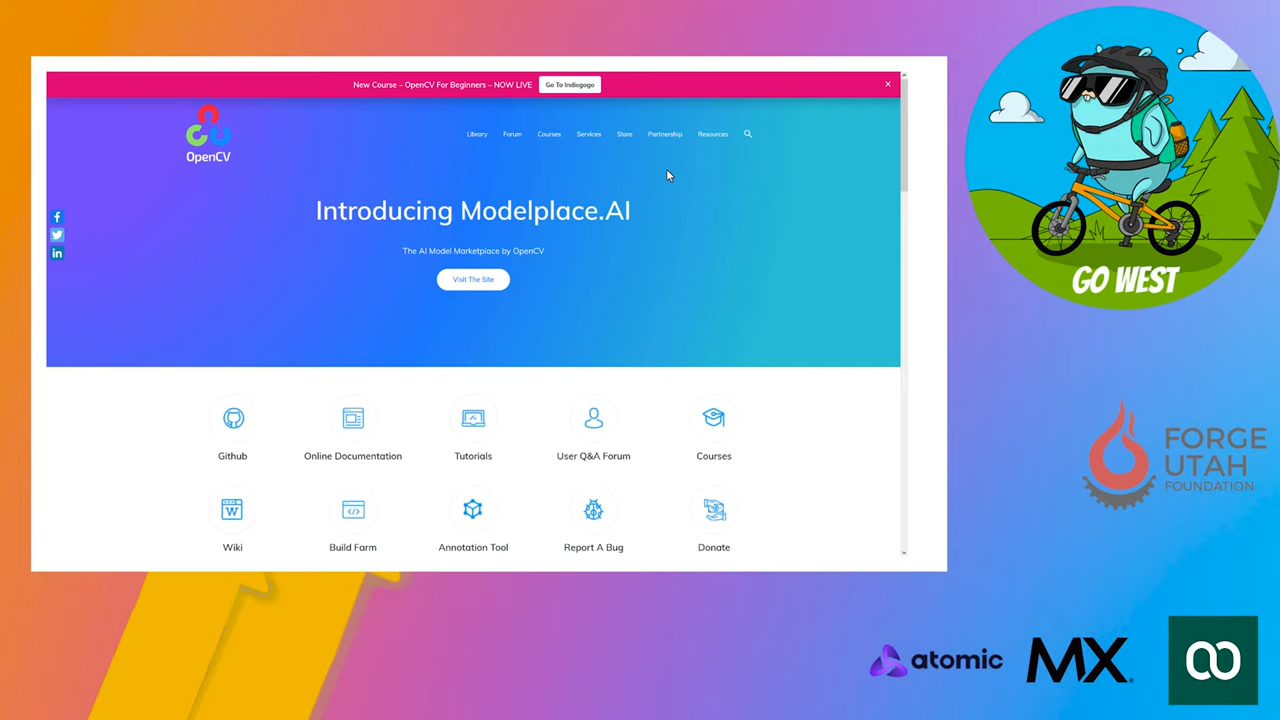 New Course – OpenCV For Beginners – NOW LIVE
Go To Indiegogo
×
OpenCV
Library
Forum
Courses
Services
Store
Partnership
Resources
Introducing Modelplace.AI
The AI Model Marketplace by OpenCV
Visit The Site
Github
Online Documentation
Tutorials
User Q&A Forum
Courses
Wiki
Build Farm
Annotation Tool
Report A Bug
Donate
GO WEST
FORGE
UTAH
FOUNDATION
atomic
MX